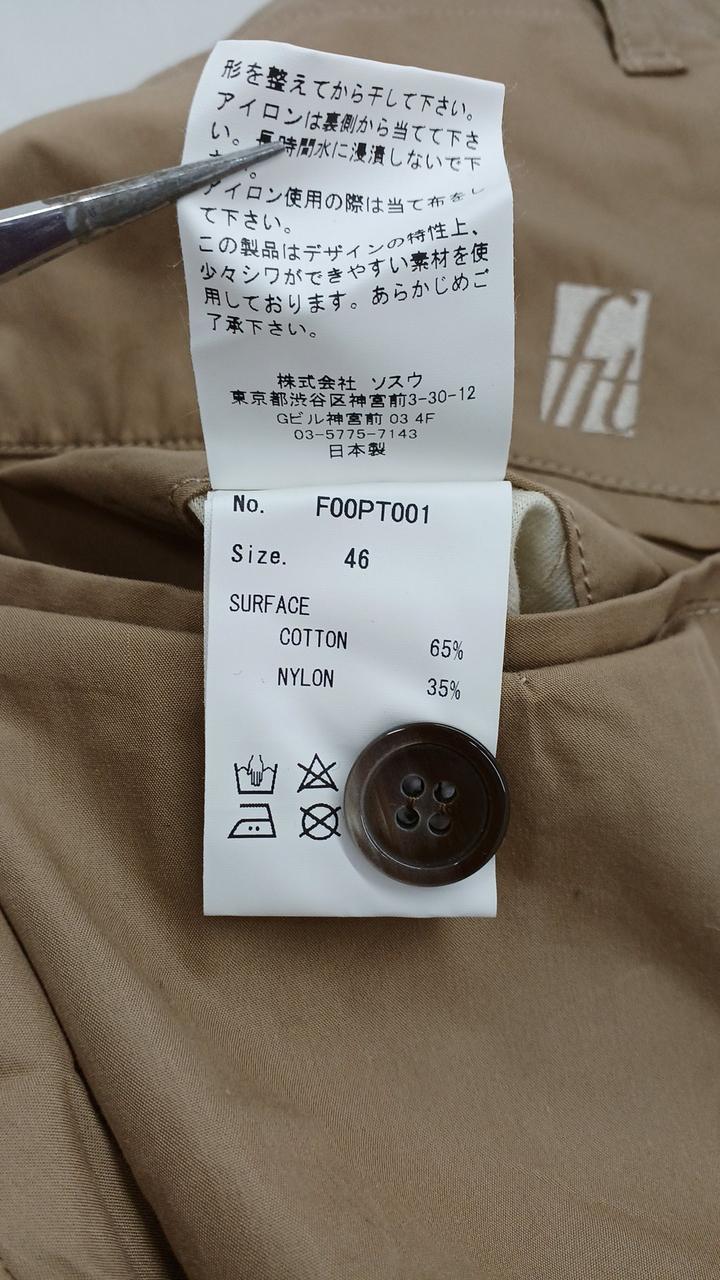 形を整えてから干して下さい。
アイロンは裏側から当てて下さ
い。長時間水に浸漬しないで下
アイロン使用の際は当て布をし
て下さい。
この製品はデザインの特性上、
少々シワができやすい素材を使
用しております。あらかじめご
了承下さい。
株式会社 ソスウ
東京都渋谷区神宮前3-30-12
Gビル神宮前 03 4F
03-5775-7143
日本製
No. F00PT001
Size. 46
SURFACE
COTTON 65%
NYLON 35%